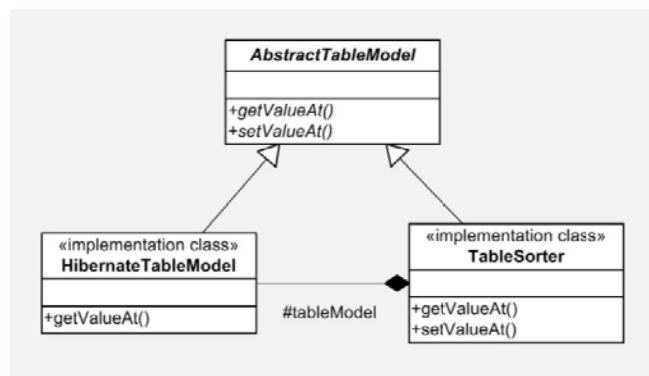 AbstractTableModel
+getValueAt()
+setValueAt()
«implementation class»
HibernateTableModel
+getValueAt()
#tableModel
«implementation class»
TableSorter
+getValueAt()
+setValueAt()